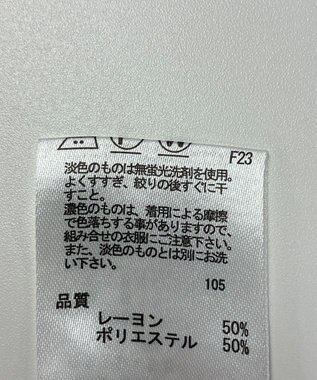 F23
淡色のものは無蛍光洗剤を使用。
よくすすぎ、絞りの後すぐに干
すこと。
濃色のものは、着用による摩擦
で色落ちする事がありますので、
組み合せの衣服にご注意下さい。
また、淡色のものとは別にお洗
い下さい。
105
品質
レーヨン 50%
ポリエステル 50%